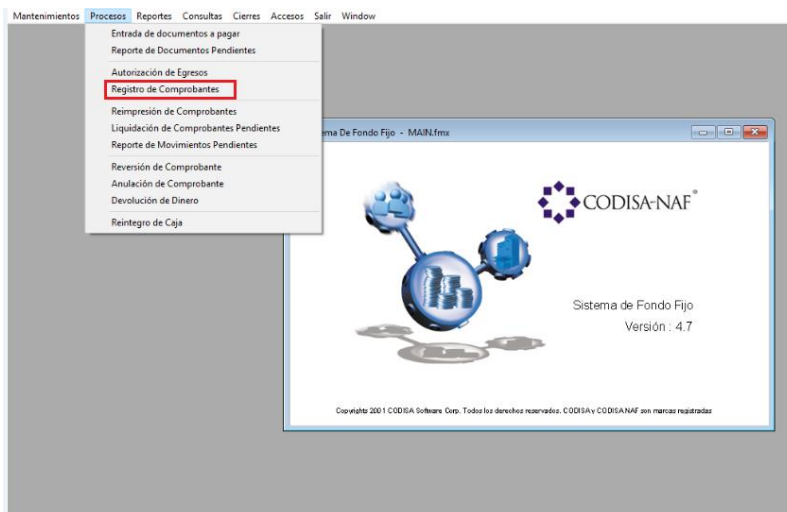 Mantenimientos Procesos Reportes Consultas Cierres Accesos Salir Window
Entrada de documentos a pagar
Reporte de Documentos Pendientes
Autorización de Egresos
Registro de Comprobantes
Reimpresión de Comprobantes
Liquidación de Comprobantes Pendientes
Reporte de Movimientos Pendientes
Reversión de Comprobante
Anulación de Comprobante
Devolución de Dinero
Reintegro de Caja
ema De Fondo Fijo - MAIN.fmx
CODISA-NAF®
Sistema de Fondo Fijo
Versión : 4.7
Copyrights 2001 CODISA Software Corp. Todos los derechos reservados. CODISA y CODISA NAF son marcas registradas